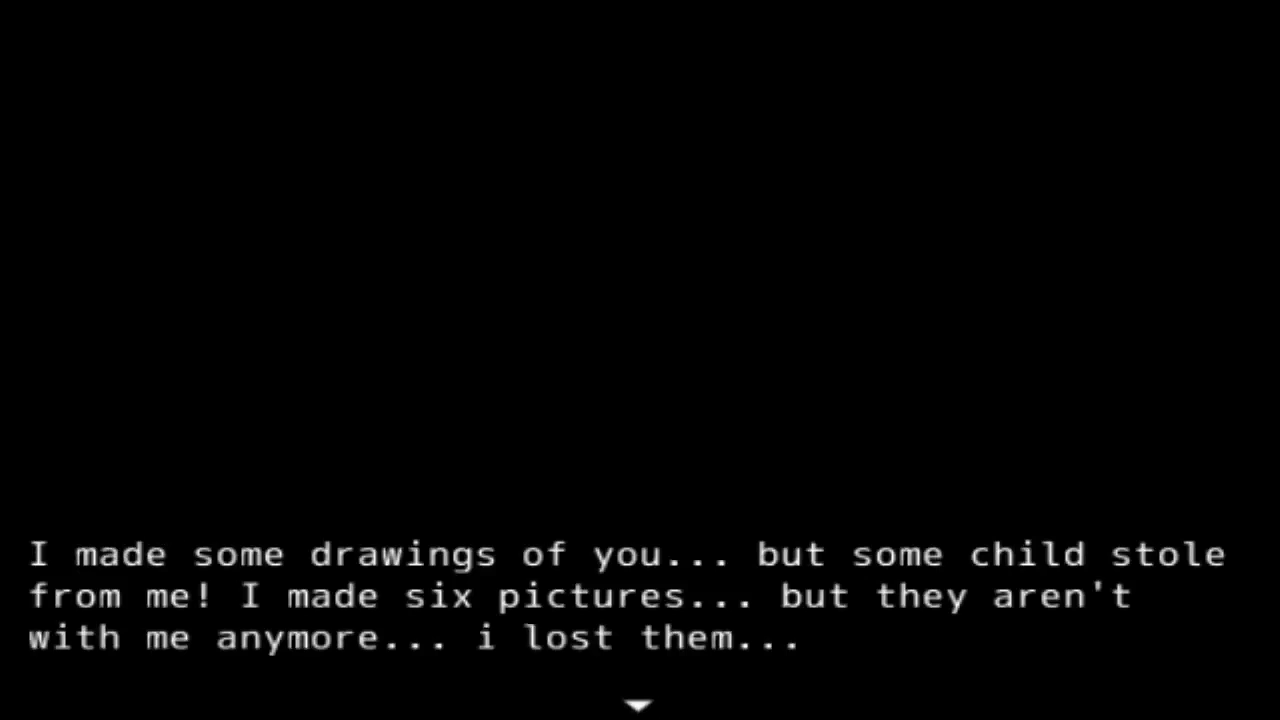 I made some drawings of you... but some child stole
from me! I made six pictures... but they aren't
with me anymore... i lost them...